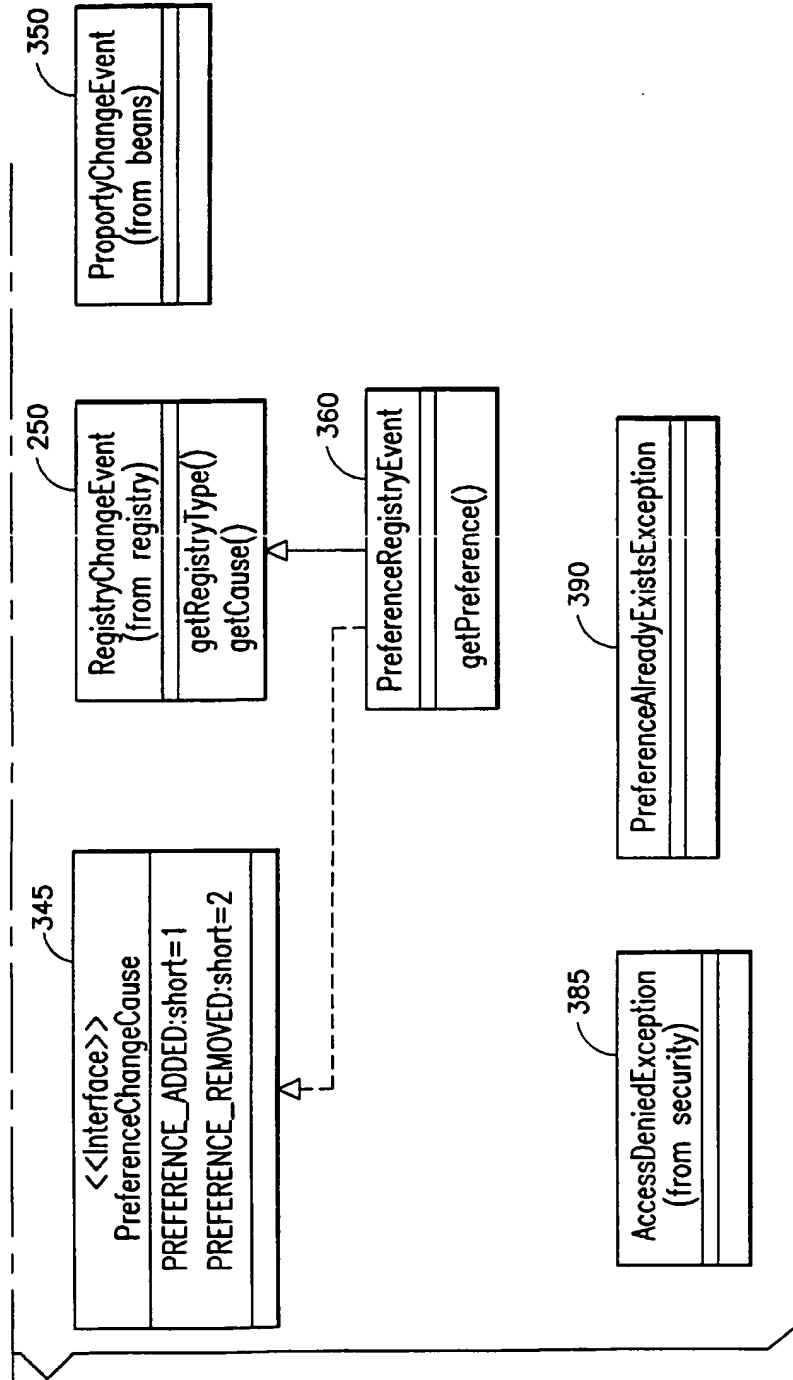 345
<<Interface>>
PreferenceChangeCause
PREFERENCE_ADDED:short=1
PREFERENCE_REMOVED:short=2
250
RegistryChangeEvent
(from registry)
getRegistryType()
getCause()
350
ProportyChangeEvent
(from beans)
360
PreferenceRegistryEvent
getPreference()
385
AccessDeniedException
(from security)
390
PreferenceAlreadyExistsException